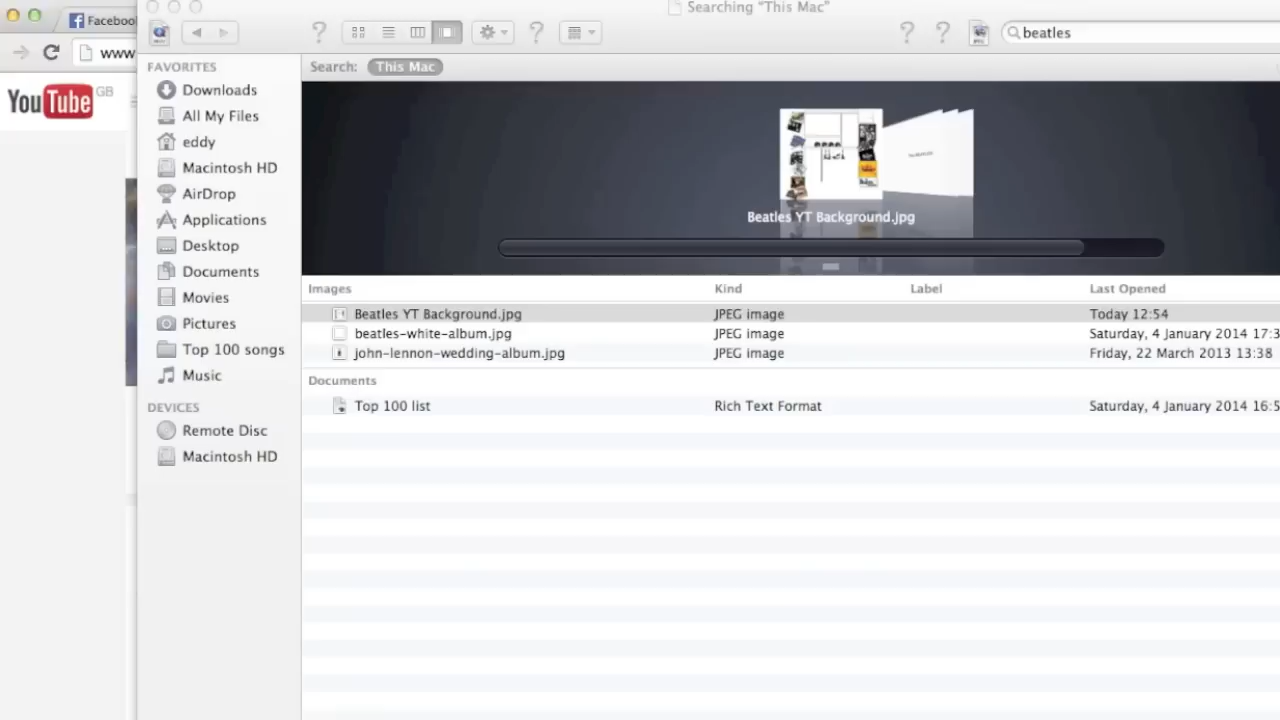 Searching "This Mac"
Facebook
www
beatles
YouTube GB
FAVORITES
Downloads
All My Files
eddy
Macintosh HD
AirDrop
Applications
Desktop
Documents
Movies
Pictures
Top 100 songs
Music
DEVICES
Remote Disc
Macintosh HD
Search: This Mac
Beatles YT Background.jpg
Images Kind Label Last Opened
Beatles YT Background.jpg JPEG image Today 12:54
beatles-white-album.jpg JPEG image Saturday, 4 January 2014 17:3
john-lennon-wedding-album.jpg JPEG image Friday, 22 March 2013 13:38
Documents
Top 100 list Rich Text Format Saturday, 4 January 2014 16:5